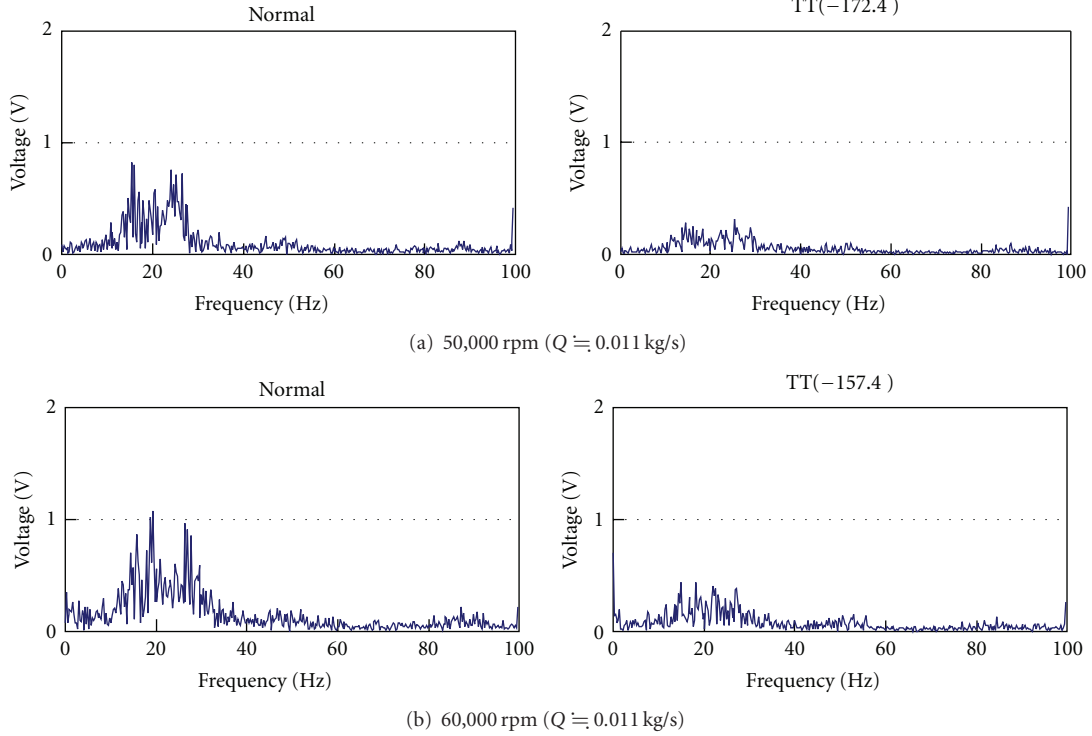 Normal
TT(−172.4 )
Voltage (V)
2
1
0
0 20 40 60 80 100
Frequency (Hz)
Voltage (V)
2
1
0
0 20 40 60 80 100
Frequency (Hz)
(a) 50,000 rpm (Q ≒ 0.011 kg/s)
Normal
TT(−157.4 )
Voltage (V)
2
1
0
0 20 40 60 80 100
Frequency (Hz)
Voltage (V)
2
1
0
0 20 40 60 80 100
Frequency (Hz)
(b) 60,000 rpm (Q ≒ 0.011 kg/s)